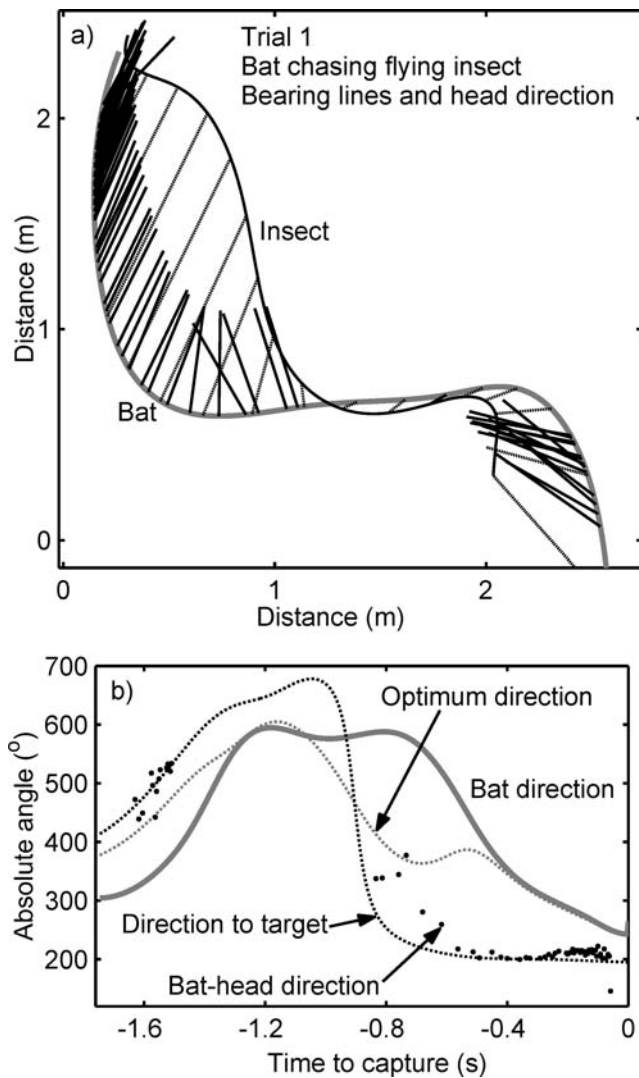 a)
Trial 1
Bat chasing flying insect
Bearing lines and head direction
Insect
Bat
2
1
0
Distance (m)
0 1 2
Distance (m)
b)
Optimum direction
Bat direction
Direction to target
Bat-head direction
700
600
500
400
300
200
Absolute angle (°)
-1.6 -1.2 -0.8 -0.4 0
Time to capture (s)